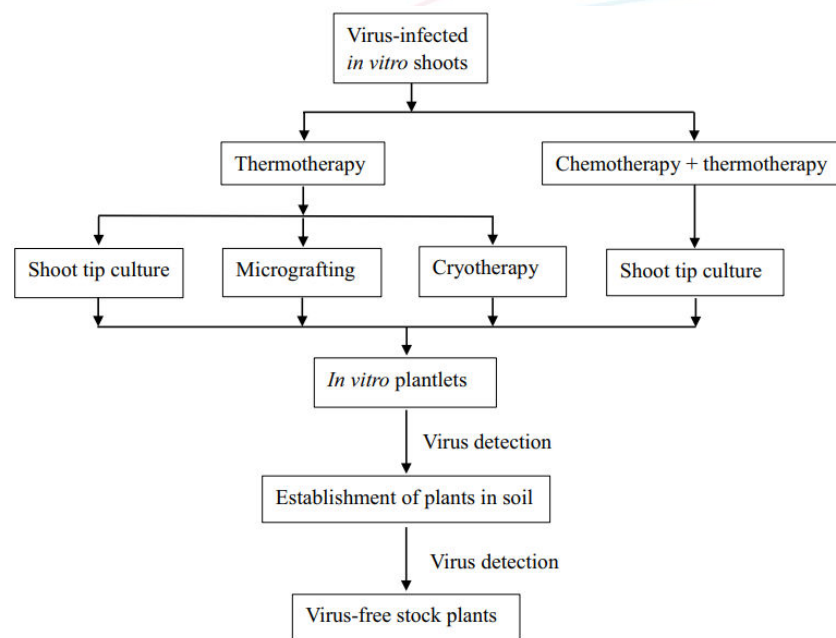 Virus-infected
in vitro shoots
Thermotherapy
Chemotherapy + thermotherapy
Shoot tip culture
Micrografting
Cryotherapy
Shoot tip culture
In vitro plantlets
Virus detection
Establishment of plants in soil
Virus detection
Virus-free stock plants